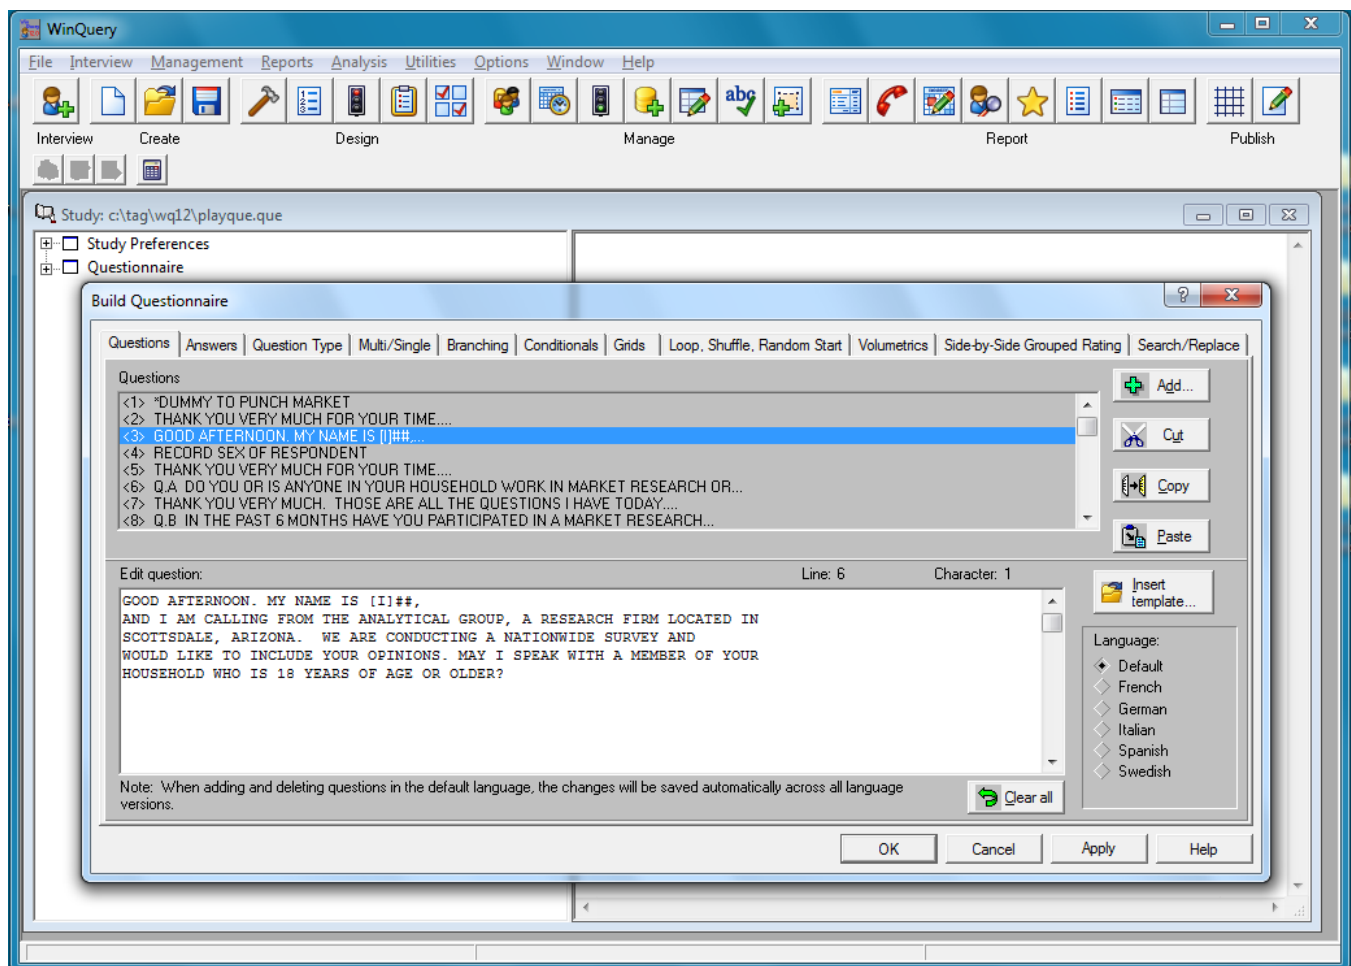 WinQuery
File Interview Management Reports Analysis Utilities Options Window Help
Interview Create Design Manage Report Publish
Study: c:\tag\wq12\playque.que
Study Preferences
Questionnaire
Build Questionnaire
Questions Answers Question Type Multi/Single Branching Conditionals Grids Loop, Shuffle, Random Start Volumetrics Side-by-Side Grouped Rating Search/Replace
Questions
<1> *DUMMY TO PUNCH MARKET
<2> THANK YOU VERY MUCH FOR YOUR TIME....
<3> GOOD AFTERNOON. MY NAME IS [I]##,...
<4> RECORD SEX OF RESPONDENT
<5> THANK YOU VERY MUCH FOR YOUR TIME....
<6> Q.A DO YOU OR IS ANYONE IN YOUR HOUSEHOLD WORK IN MARKET RESEARCH OR...
<7> THANK YOU VERY MUCH. THOSE ARE ALL THE QUESTIONS I HAVE TODAY....
<8> Q.B IN THE PAST 6 MONTHS HAVE YOU PARTICIPATED IN A MARKET RESEARCH...
Add...
Cut
Copy
Paste
Edit question: Line: 6 Character: 1
GOOD AFTERNOON. MY NAME IS [I]##,
AND I AM CALLING FROM THE ANALYTICAL GROUP, A RESEARCH FIRM LOCATED IN
SCOTTSDALE, ARIZONA. WE ARE CONDUCTING A NATIONWIDE SURVEY AND
WOULD LIKE TO INCLUDE YOUR OPINIONS. MAY I SPEAK WITH A MEMBER OF YOUR
HOUSEHOLD WHO IS 18 YEARS OF AGE OR OLDER?
Insert
template...
Language:
Default
French
German
Italian
Spanish
Swedish
Note: When adding and deleting questions in the default language, the changes will be saved automatically across all language
versions.
Clear all
OK Cancel Apply Help